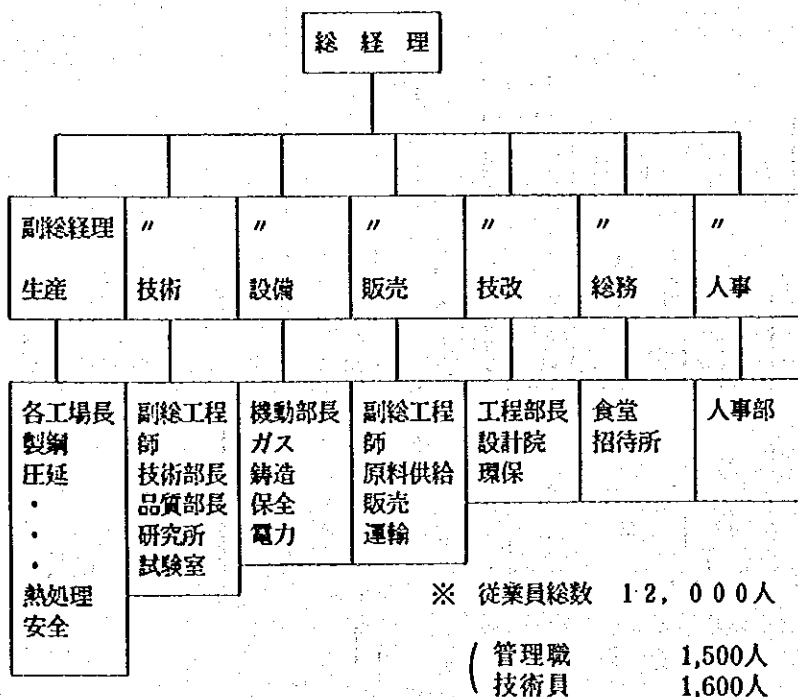 総経理
副総経理
生産
〃
技術
〃
設備
〃
販売
〃
技改
〃
総務
〃
人事
各工場長
製鋼
圧延
・
・
・
熱処理
安全
副総工程
師
技術部長
品質部長
研究所
試験室
機動部長
ガス
鋳造
保全
電力
副総工程
師
原料供給
販売
運輸
工程部長
設計院
環保
食堂
招待所
人事部
※ 従業員総数 12,000人
( 管理職 1,500人
技術員 1,600人